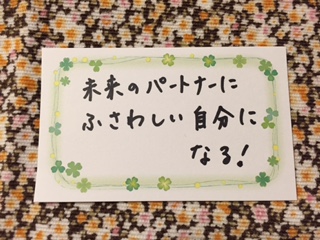 未来のパートナーに
ふさわしい自分に
なる!